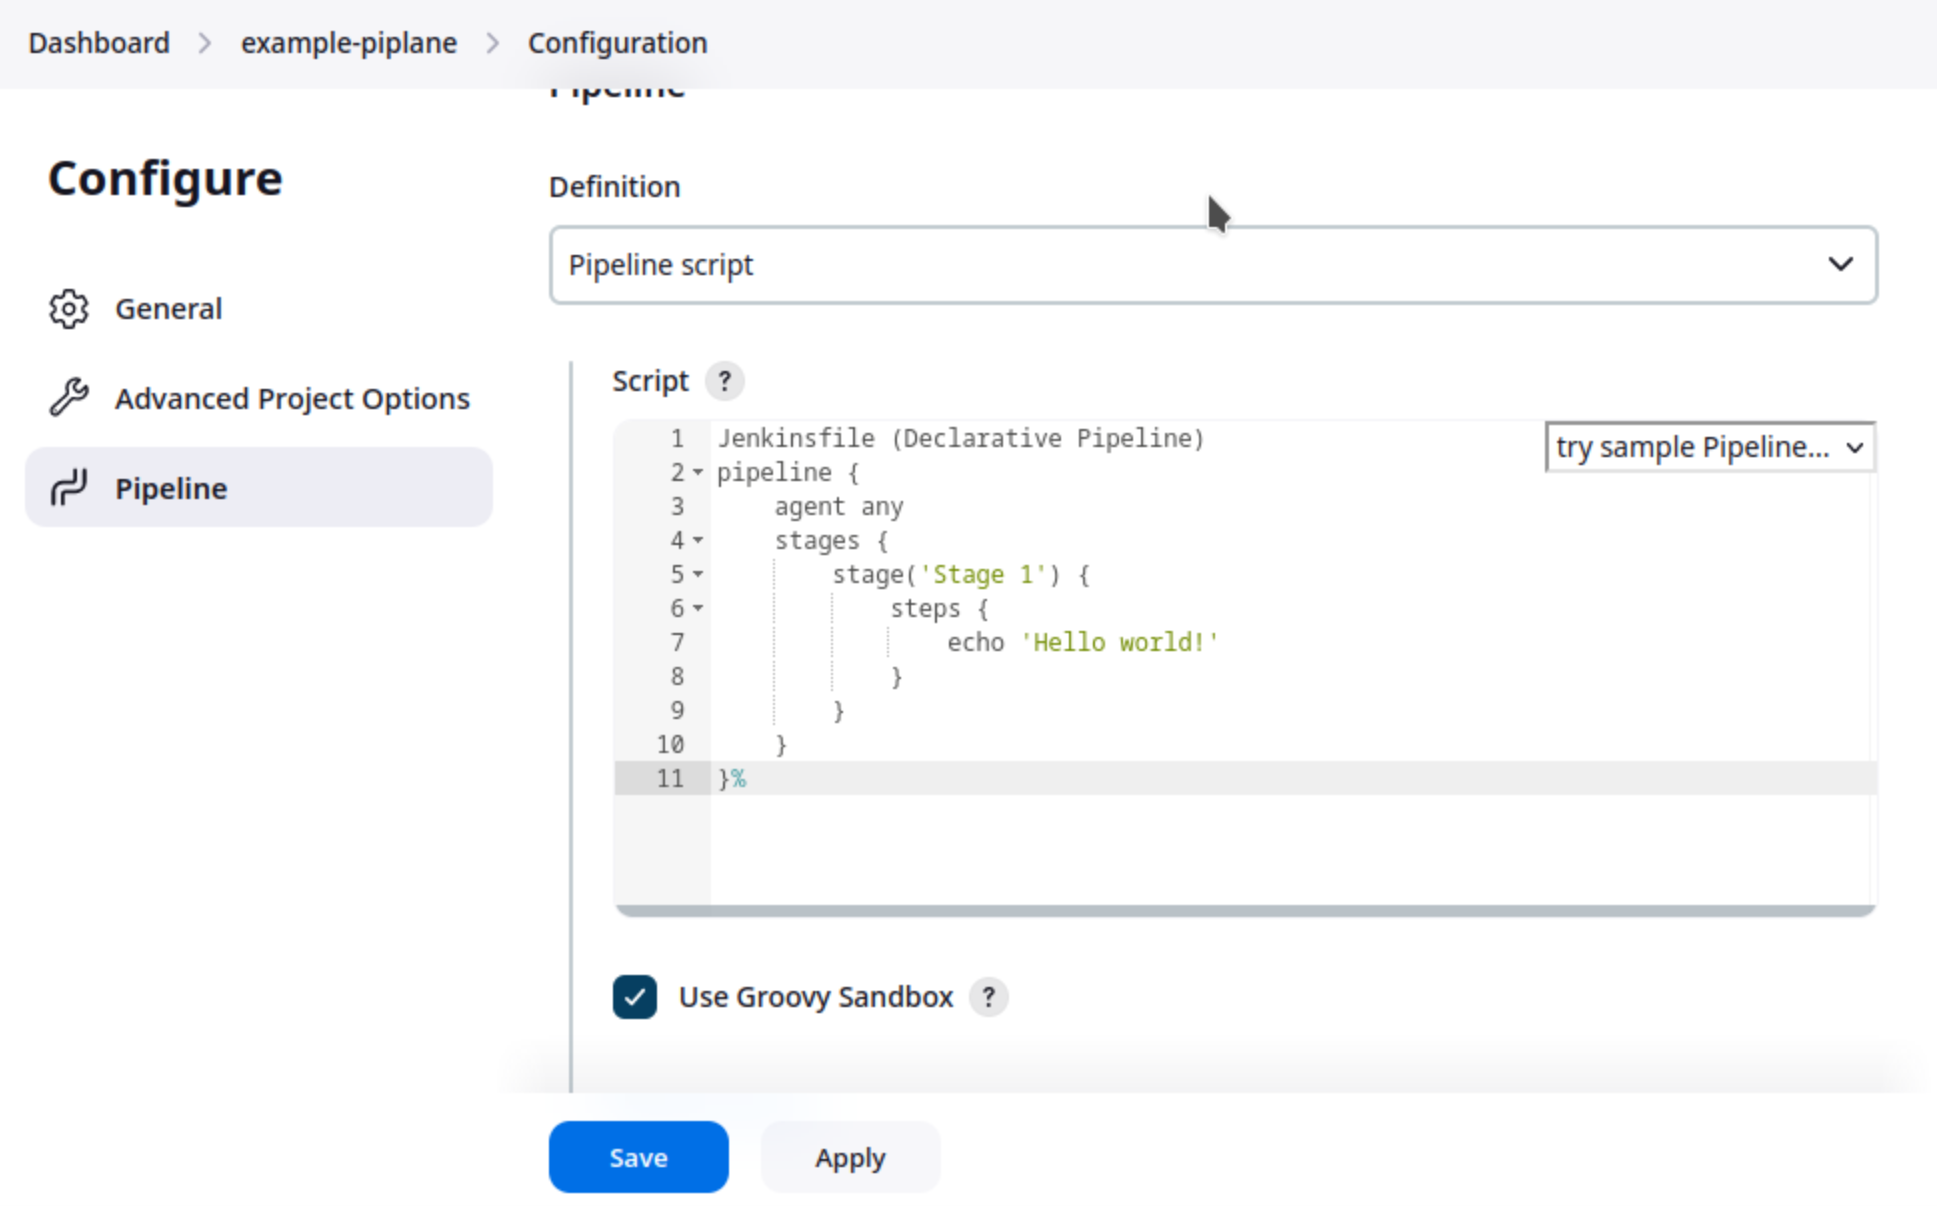 Dashboard > example-piplane > Configuration
Pipeline
Configure
General
Advanced Project Options
Pipeline
Definition
Pipeline script
Script ?
try sample Pipeline...
1 Jenkinsfile (Declarative Pipeline)
2 pipeline {
3     agent any
4     stages {
5         stage('Stage 1') {
6             steps {
7                 echo 'Hello world!'
8             }
9         }
10     }
11 }%
Use Groovy Sandbox ?
Save
Apply